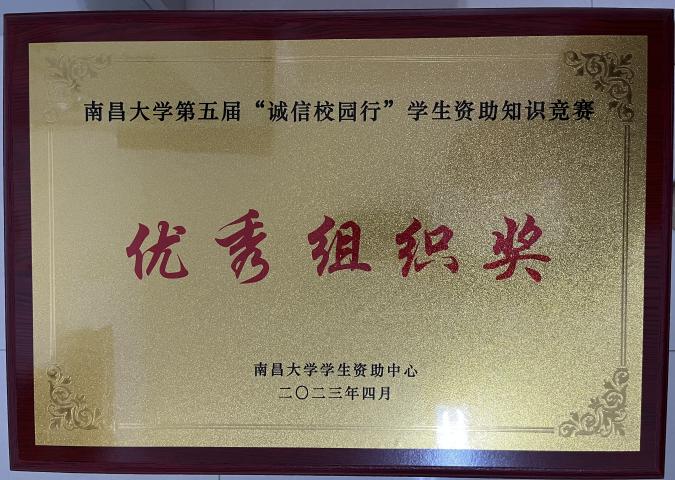 南昌大学第五届“诚信校园行”学生资助知识竞赛
优秀组织奖
南昌大学学生资助中心
二〇二三年四月